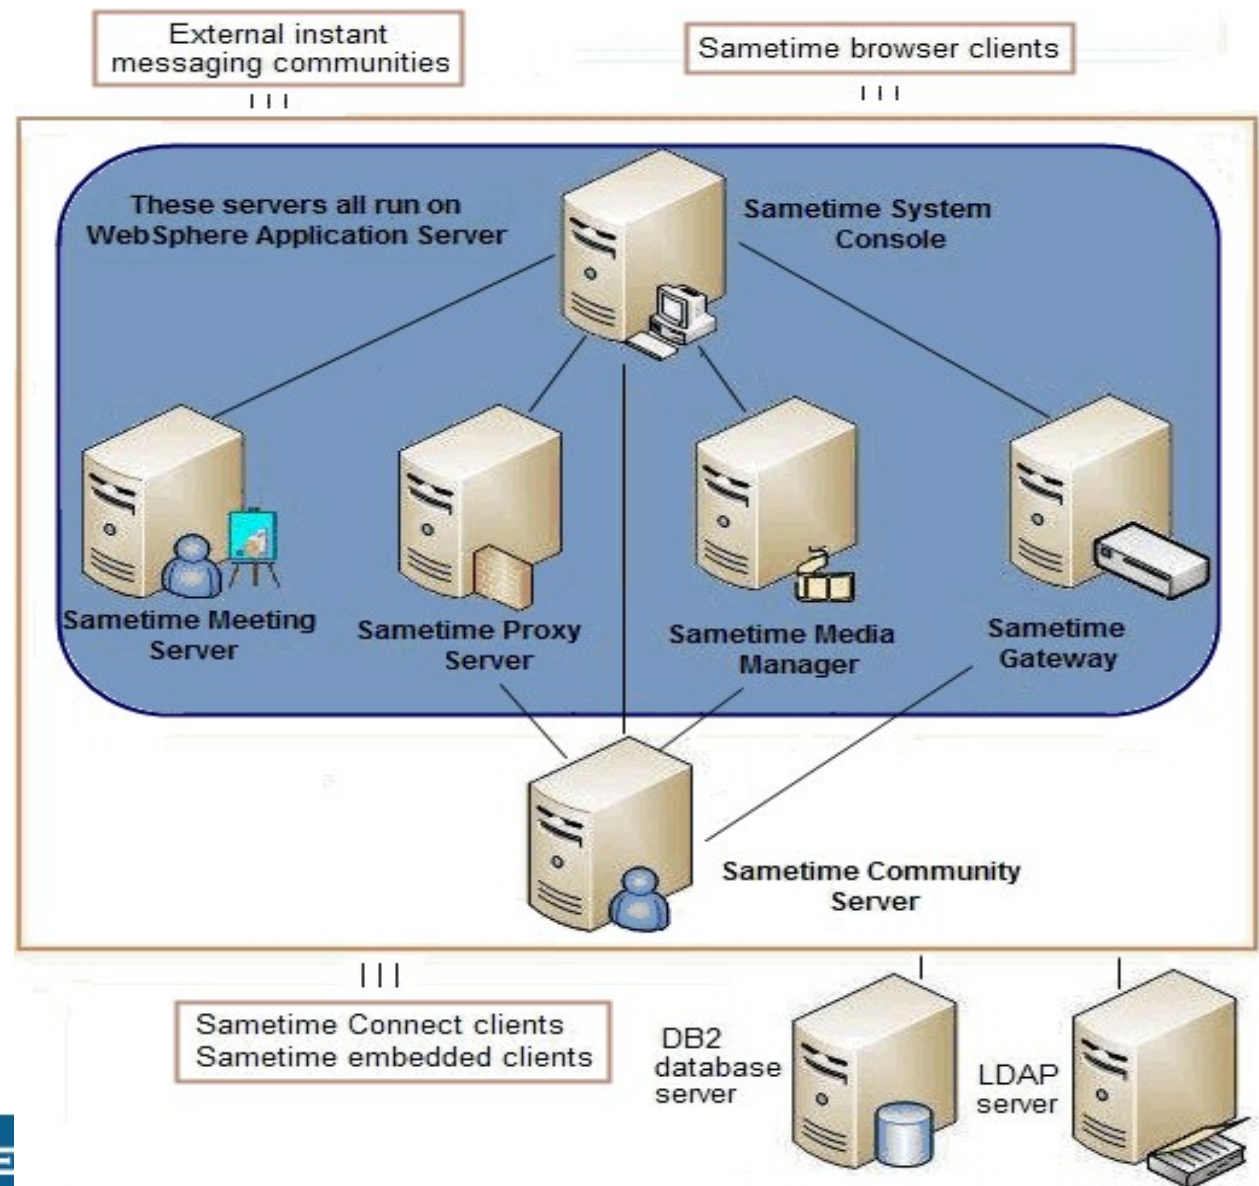 External instant
messaging communities
Sametime browser clients
These servers all run on
WebSphere Application Server
Sametime System
Console
Sametime Meeting
Server
Sametime Proxy
Server
Sametime Media
Manager
Sametime
Gateway
Sametime Community
Server
Sametime Connect clients
Sametime embedded clients
DB2
database
server
LDAP
server